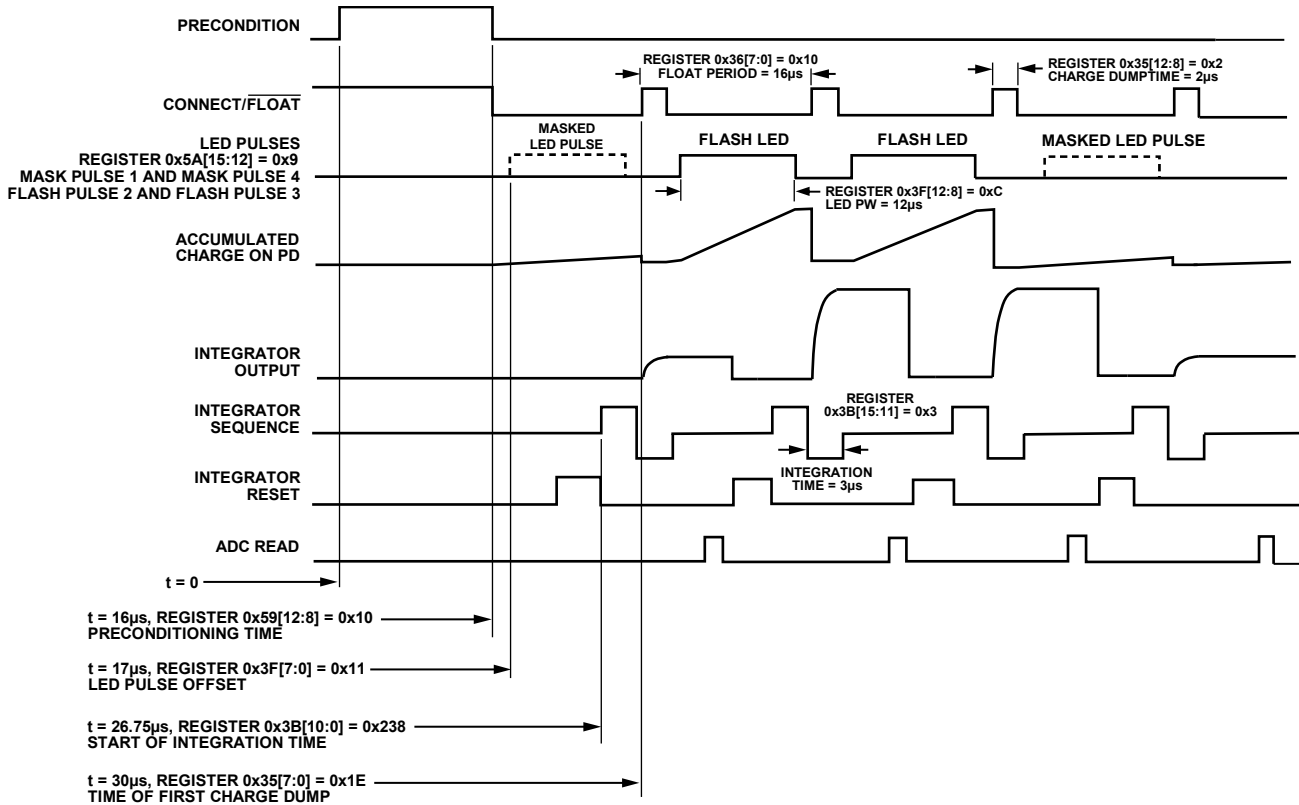 PRECONDITION
REGISTER 0x36[7:0] = 0x10
FLOAT PERIOD = 16µs
REGISTER 0x35[12:8] = 0x2
CHARGE DUMPTIME = 2µs
CONNECT/FLOAT
LED PULSES
REGISTER 0x5A[15:12] = 0x9
MASK PULSE 1 AND MASK PULSE 4
FLASH PULSE 2 AND FLASH PULSE 3
MASKED
LED PULSE
FLASH LED
FLASH LED
MASKED LED PULSE
REGISTER 0x3F[12:8] = 0xC
LED PW = 12µs
ACCUMULATED
CHARGE ON PD
INTEGRATOR
OUTPUT
INTEGRATOR
SEQUENCE
REGISTER
0x3B[15:11] = 0x3
INTEGRATION
TIME = 3µs
INTEGRATOR
RESET
ADC READ
t = 0
t = 16µs, REGISTER 0x59[12:8] = 0x10
PRECONDITIONING TIME
t = 17µs, REGISTER 0x3F[7:0] = 0x11
LED PULSE OFFSET
t = 26.75µs, REGISTER 0x3B[10:0] = 0x238
START OF INTEGRATION TIME
t = 30µs, REGISTER 0x35[7:0] = 0x1E
TIME OF FIRST CHARGE DUMP